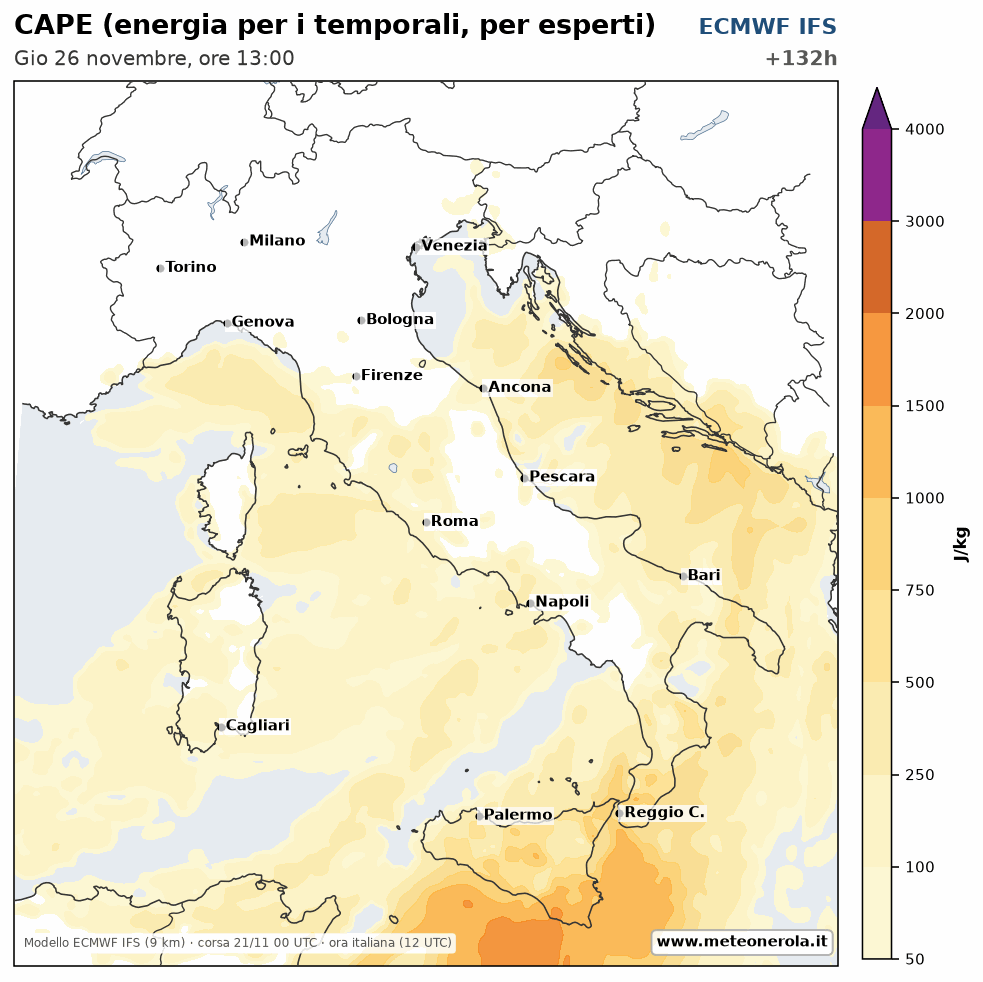 CAPE (energia per i temporali, per esperti)
ECMWF IFS
Gio 26 novembre, ore 13:00
+132h
Milano
Venezia
Torino
Genova
Bologna
Firenze
Ancona
Pescara
Roma
Bari
Napoli
Cagliari
Palermo
Reggio C.
4000
3000
2000
1500
1000
750
500
250
100
50
J/kg
Modello ECMWF IFS (9 km) · corsa 21/11 00 UTC · ora italiana (12 UTC)
www.meteonerola.it